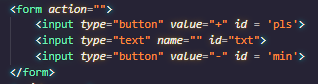 <form action="">
<input type="button" value="+" id = 'pls'>
<input type="text" name="" id="txt">
<input type="button" value="-" id = 'min'>
</form>